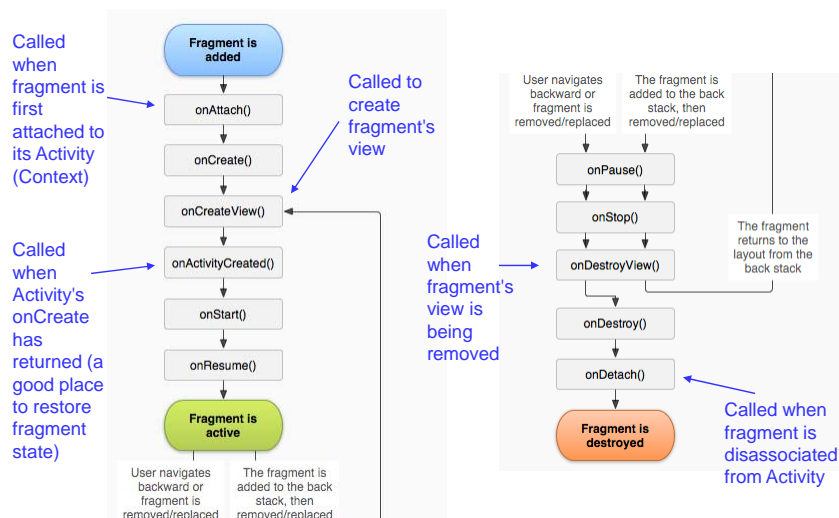 Called
when
fragment is
first
attached to
its Activity
(Context)
Fragment is
added
onAttach()
onCreate()
onCreateView()
onActivityCreated()
onStart()
onResume()
Fragment is
active
User navigates
backward or
fragment is
removed/replaced
The fragment is
added to the back
stack, then
removed/replaced
Called to
create
fragment's
view
Called
when
Activity's
onCreate
has
returned (a
good place
to restore
fragment
state)
User navigates
backward or
fragment is
removed/replaced
The fragment is
added to the back
stack, then
removed/replaced
onPause()
onStop()
onDestroyView()
onDestroy()
onDetach()
Fragment is
destroyed
The fragment
returns to the
layout from the
back stack
Called
when
fragment's
view is
being
removed
Called when
fragment is
disassociated
from Activity